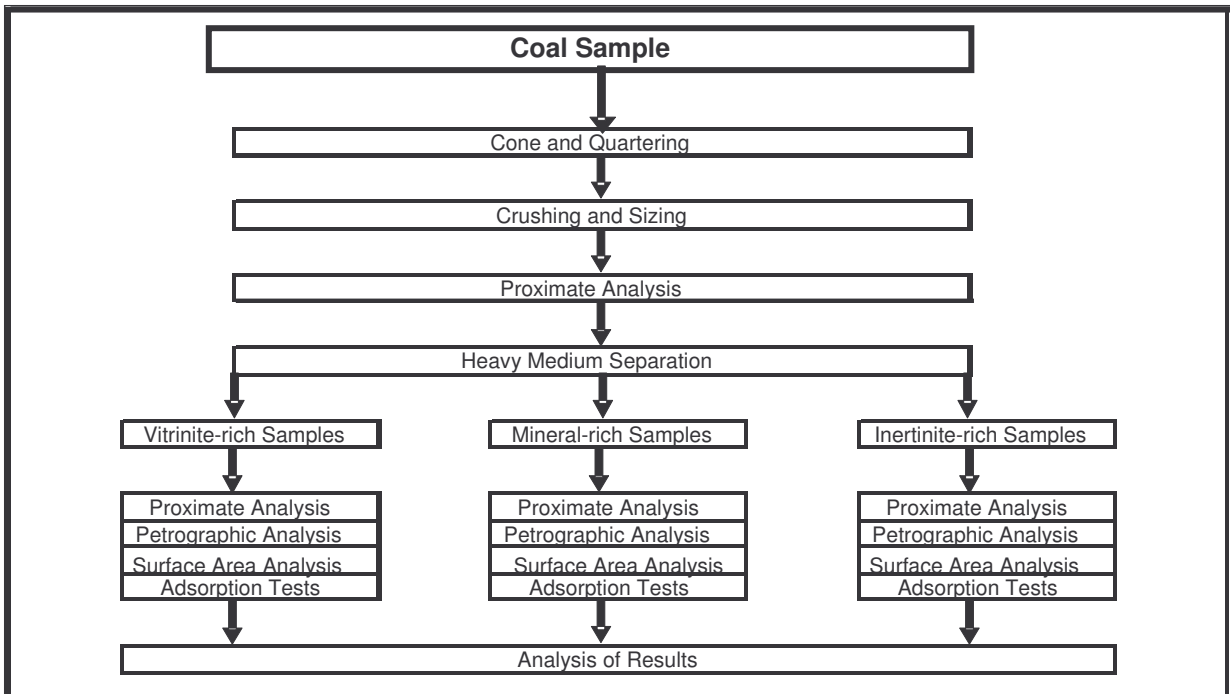 Coal Sample
Cone and Quartering
Crushing and Sizing
Proximate Analysis
Heavy Medium Separation
Vitrinite-rich Samples
Mineral-rich Samples
Inertinite-rich Samples
Proximate Analysis
Petrographic Analysis
Surface Area Analysis
Adsorption Tests
Proximate Analysis
Petrographic Analysis
Surface Area Analysis
Adsorption Tests
Proximate Analysis
Petrographic Analysis
Surface Area Analysis
Adsorption Tests
Analysis of Results